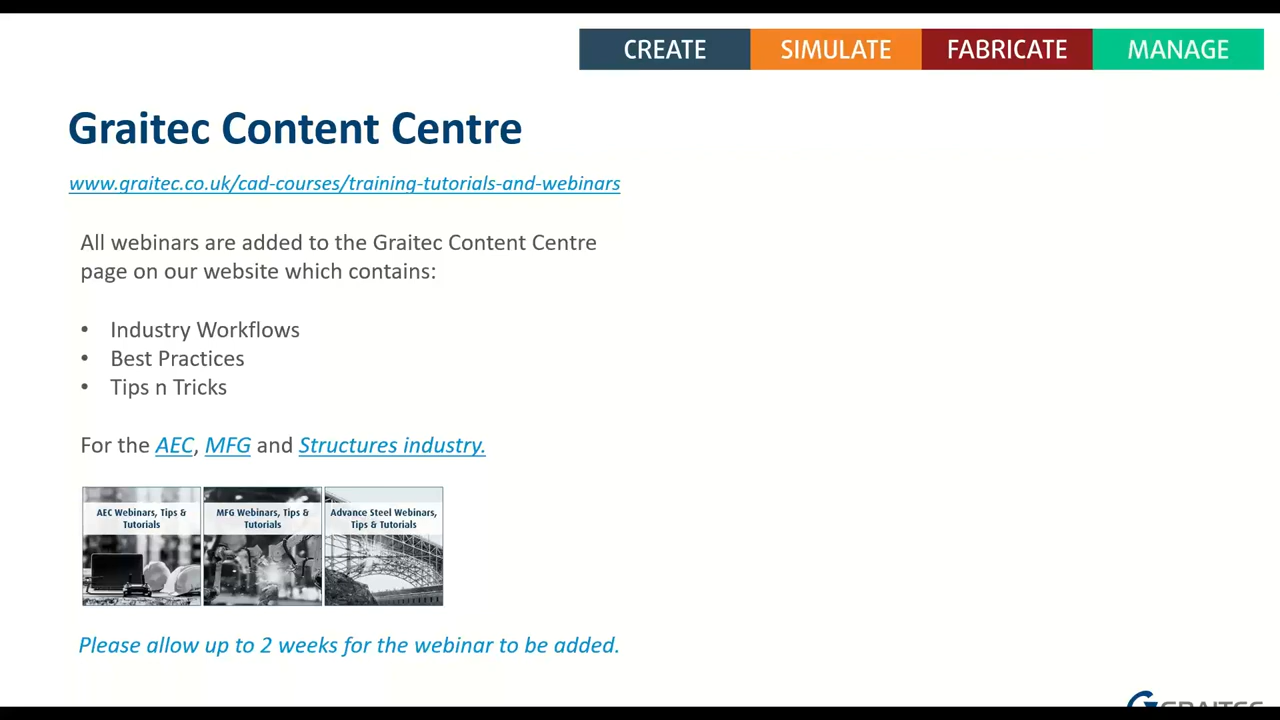 CREATE SIMULATE FABRICATE MANAGE
Graitec Content Centre
www.graitec.co.uk/cad-courses/training-tutorials-and-webinars
All webinars are added to the Graitec Content Centre
page on our website which contains:
• Industry Workflows
• Best Practices
• Tips n Tricks
For the AEC, MFG and Structures industry.
AEC Webinars, Tips &
Tutorials
MFG Webinars, Tips &
Tutorials
Advance Steel Webinars,
Tips & Tutorials
Please allow up to 2 weeks for the webinar to be added.
GRAITEC